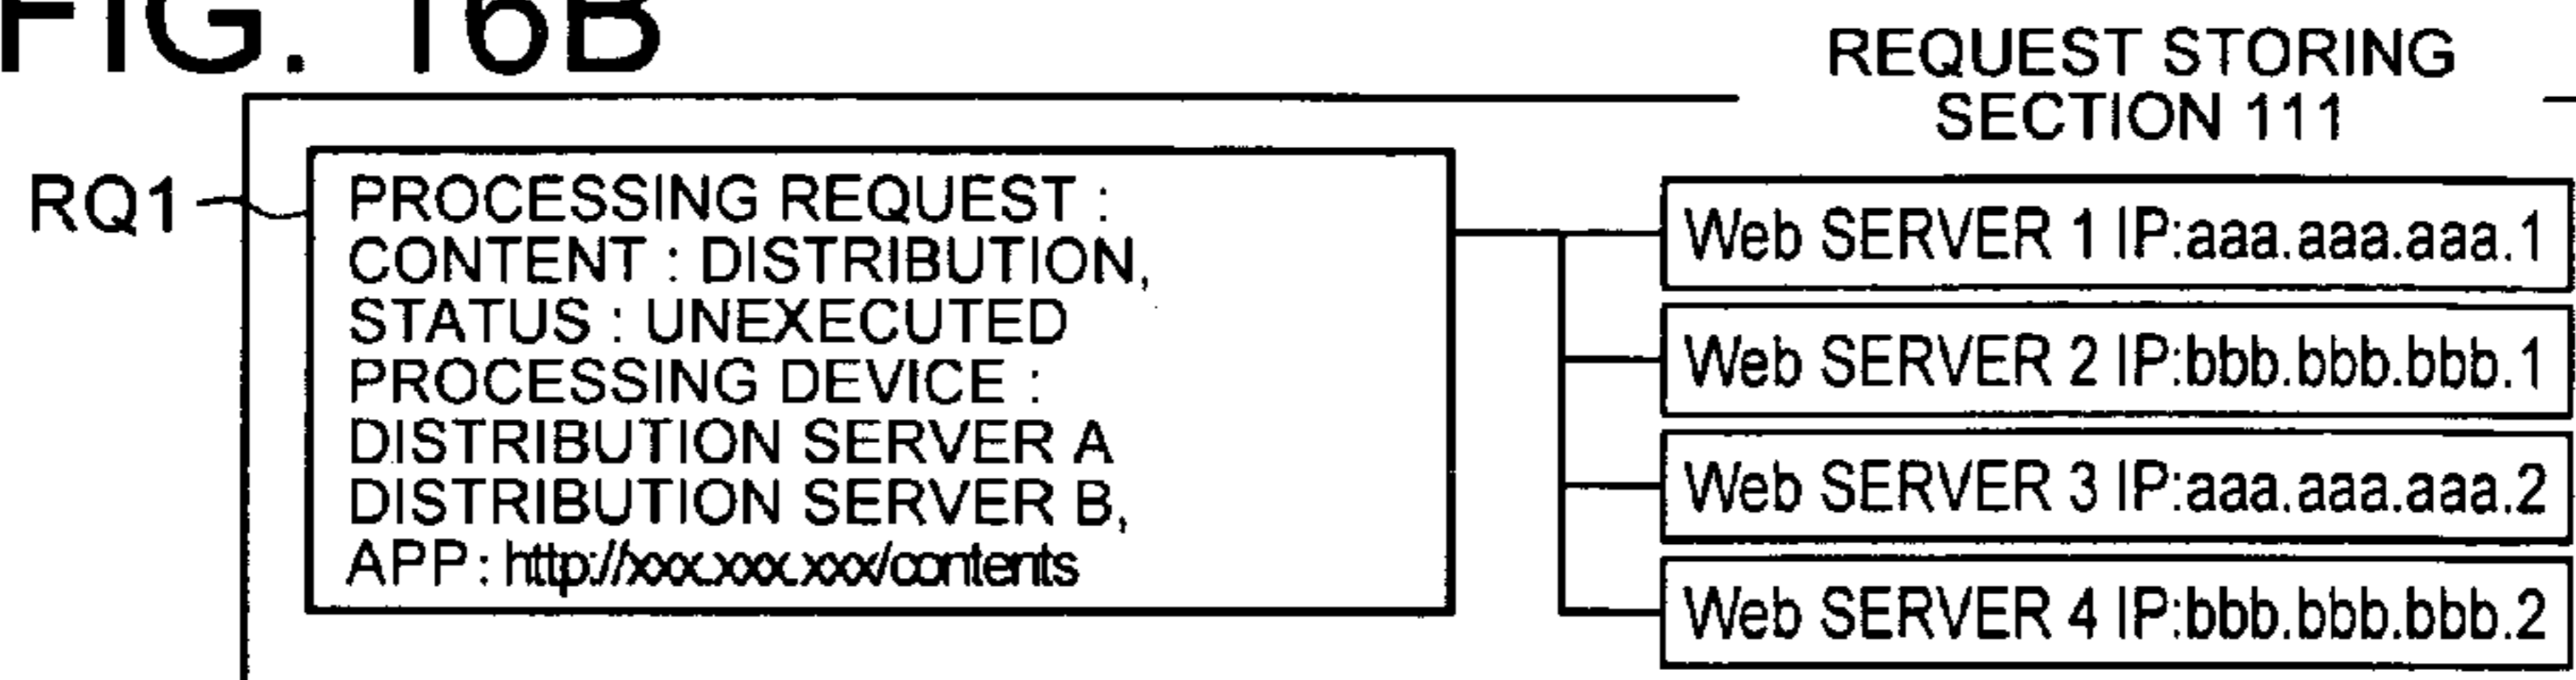 FIG. 16B
REQUEST STORING
SECTION 111
RQ1
PROCESSING REQUEST :
CONTENT : DISTRIBUTION,
STATUS : UNEXECUTED
PROCESSING DEVICE :
DISTRIBUTION SERVER A
DISTRIBUTION SERVER B,
APP : http://xxx.xxx.xxx/contents
Web SERVER 1 IP:aaa.aaa.aaa.1
Web SERVER 2 IP:bbb.bbb.bbb.1
Web SERVER 3 IP:aaa.aaa.aaa.2
Web SERVER 4 IP:bbb.bbb.bbb.2